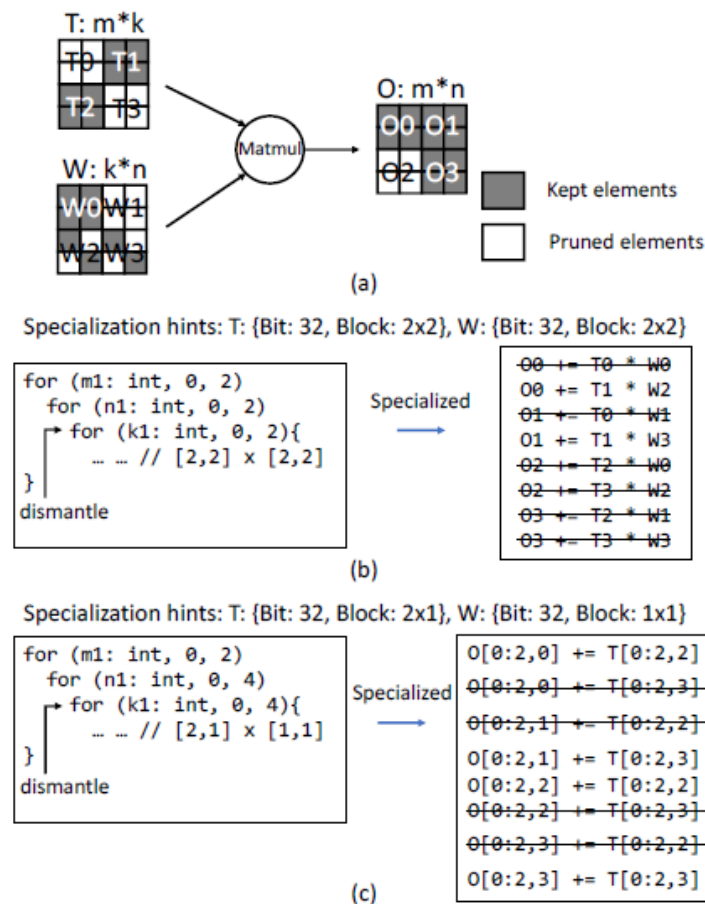 T: m*k
T0 T1
T2 T3
W: k*n
W0 W1
W2 W3
Matmul
O: m*n
O0 O1
O2 O3
Kept elements
Pruned elements
(a)
Specialization hints: T: {Bit: 32, Block: 2x2}, W: {Bit: 32, Block: 2x2}
for (m1: int, 0, 2)
for (n1: int, 0, 2)
for (k1: int, 0, 2){
… … // [2,2] x [2,2]
}
dismantle
Specialized
O0 += T0 * W0
O0 += T1 * W2
O1 += T0 * W1
O1 += T1 * W3
O2 += T2 * W0
O2 += T3 * W2
O3 += T2 * W1
O3 += T3 * W3
(b)
Specialization hints: T: {Bit: 32, Block: 2x1}, W: {Bit: 32, Block: 1x1}
for (m1: int, 0, 2)
for (n1: int, 0, 4)
for (k1: int, 0, 4){
… … // [2,1] x [1,1]
}
dismantle
Specialized
O[0:2,0] += T[0:2,2]
O[0:2,0] += T[0:2,3]
O[0:2,1] += T[0:2,2]
O[0:2,1] += T[0:2,3]
O[0:2,2] += T[0:2,2]
O[0:2,2] += T[0:2,3]
O[0:2,3] += T[0:2,2]
O[0:2,3] += T[0:2,3]
(c)